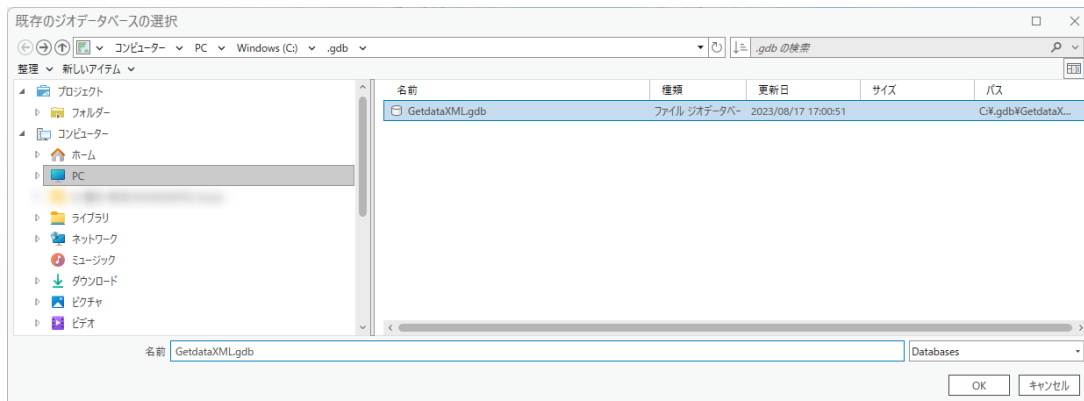 既存のジオデータベースの選択
コンピューター PC Windows (C:) .gdb
.gdb の検索
整理 新しいアイテム
プロジェクト
フォルダー
コンピューター
ホーム
PC
ライブラリ
ネットワーク
ミュージック
ダウンロード
ピクチャ
ビデオ
名前 種類 更新日 サイズ パス
GetdataXML.gdb ファイル ジオデータベー 2023/08/17 17:00:51 C:¥.gdb¥GetdataX...
名前 GetdataXML.gdb Databases
OK キャンセル